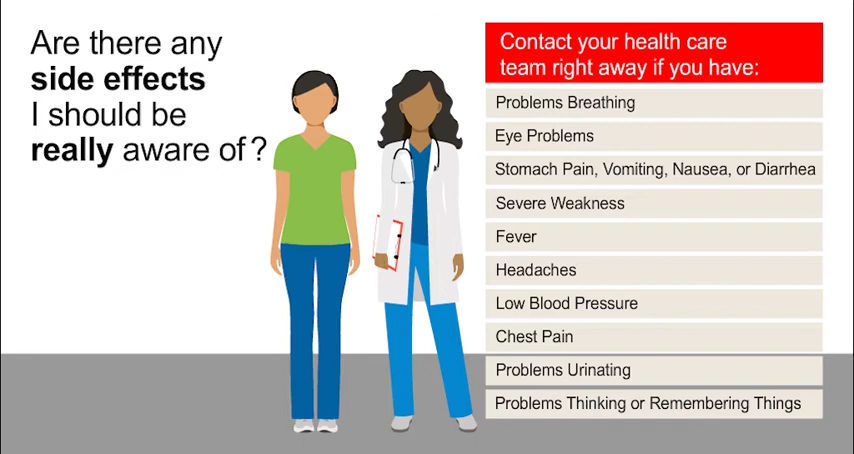 Are there any
side effects
I should be
really aware of?
Contact your health care
team right away if you have:
Problems Breathing
Eye Problems
Stomach Pain, Vomiting, Nausea, or Diarrhea
Severe Weakness
Fever
Headaches
Low Blood Pressure
Chest Pain
Problems Urinating
Problems Thinking or Remembering Things